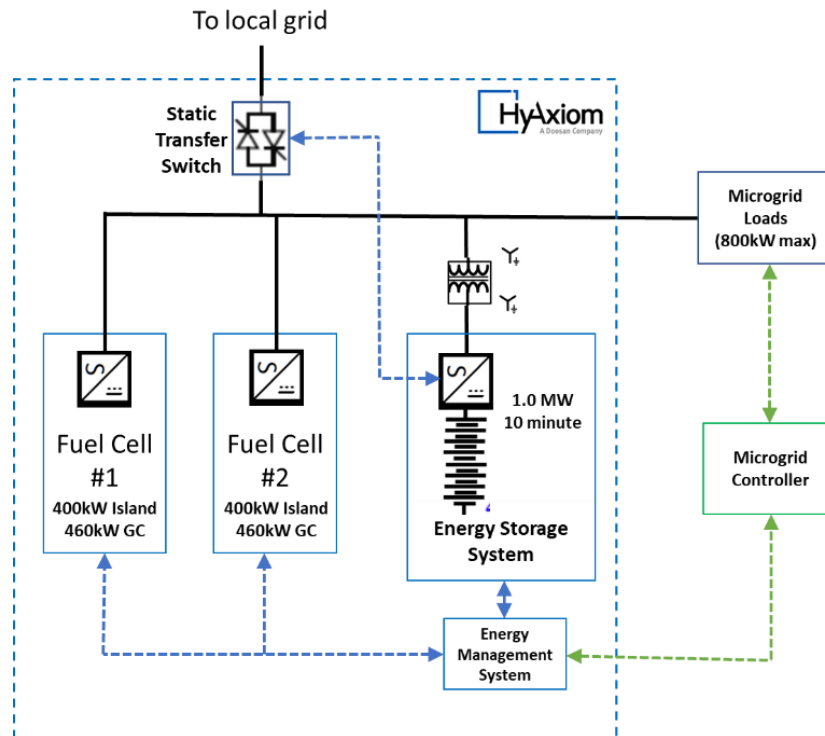 To local grid
Static
Transfer
Switch
HyAxiom
A Doosan Company
Microgrid
Loads
(800kW max)
Fuel Cell
#1
400kW Island
460kW GC
Fuel Cell
#2
400kW Island
460kW GC
1.0 MW
10 minute
Energy Storage
System
Microgrid
Controller
Energy
Management
System